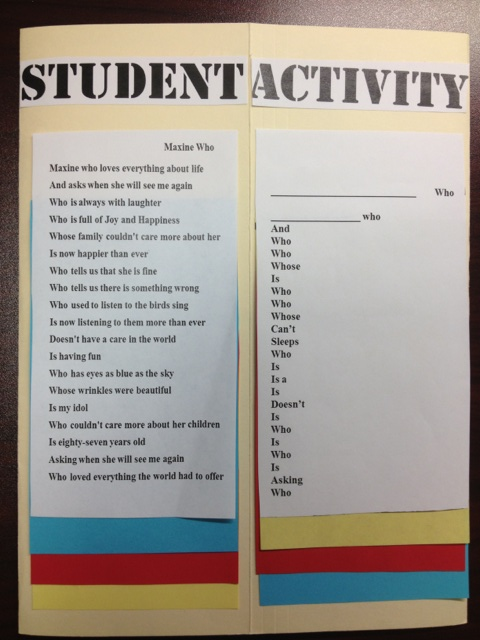 STUDENT ACTIVITY
Maxine Who
Maxine who loves everything about life
And asks when she will see me again
Who is always with laughter
Who is full of Joy and Happiness
Whose family couldn't care more about her
Is now happier than ever
Who tells us that she is fine
Who tells us there is something wrong
Who used to listen to the birds sing
Is now listening to them more than ever
Doesn't have a care in the world
Is having fun
Who has eyes as blue as the sky
Whose wrinkles were beautiful
Is my idol
Who couldn't care more about her children
Is eighty-seven years old
Asking when she will see me again
Who loved everything the world had to offer
____________________ Who
____________________ who
And
Who
Who
Whose
Is
Who
Who
Whose
Can't
Sleeps
Who
Is
Is a
Is
Doesn't
Is
Who
Is
Who
Is
Asking
Who